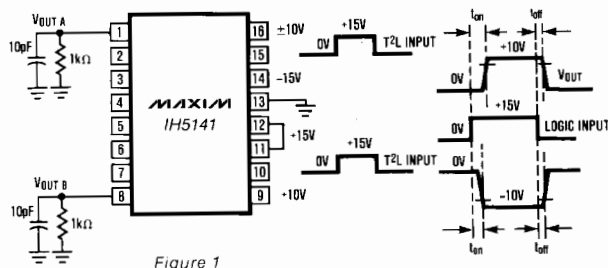 VOUT A
10pF
1kΩ
1
2
3
4
5
6
7
8
MAXIM
IH5141
16 ±10V
15
14 −15V
13
12
+15V
11
10
9 +10V
VOUT B
10pF
1kΩ
Figure 1
+15V
0V T²L INPUT
+15V
0V T²L INPUT
ton toff
+10V
0V VOUT
+15V
0V LOGIC INPUT
0V
−10V
ton toff